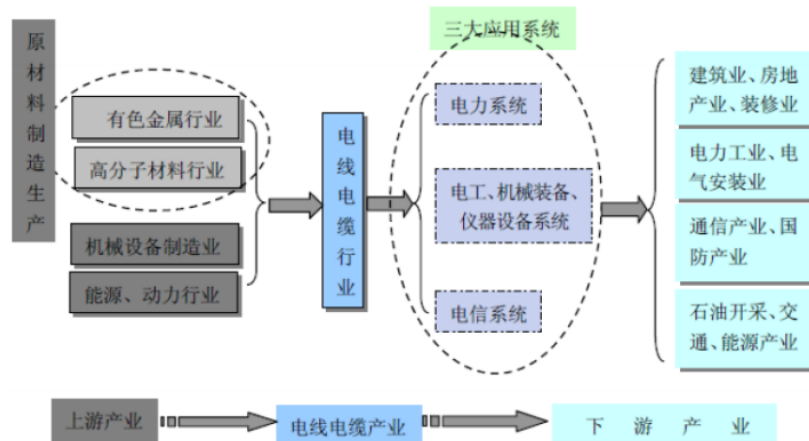 原材料制造生产
有色金属行业
高分子材料行业
机械设备制造业
能源、动力行业
电线电缆行业
三大应用系统
电力系统
电工、机械装备、
仪器设备系统
电信系统
建筑业、房地
产业、装修业
电力工业、电
气安装业
通信产业、国
防产业
石油开采、交
通、能源产业
上游产业
电线电缆产业
下游产业